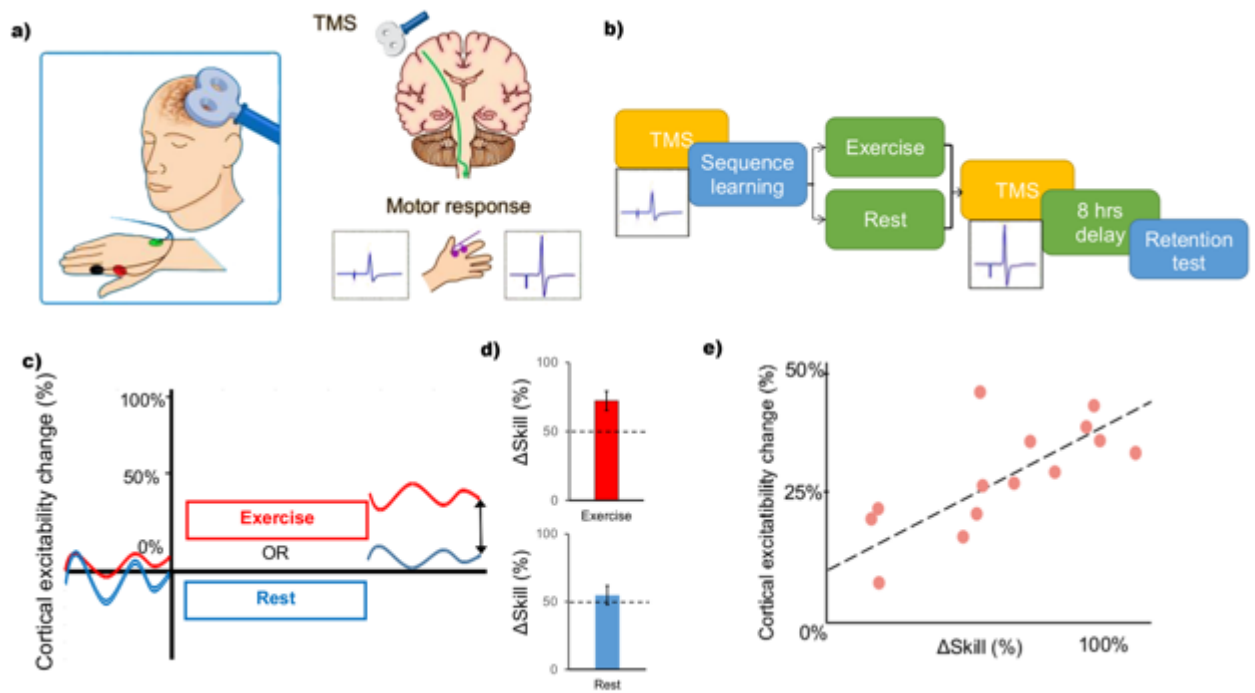 a)
TMS
Motor response
b)
TMS
Sequence
learning
Exercise
Rest
TMS
8 hrs
delay
Retention
test
c)
Cortical excitability change (%)
100%
50%
0%
Exercise
OR
Rest
d)
ΔSkill (%)
100
50
0
Exercise
ΔSkill (%)
100
50
0
Rest
e)
Cortical excitatibility change (%)
50%
25%
0%
ΔSkill (%)
100%